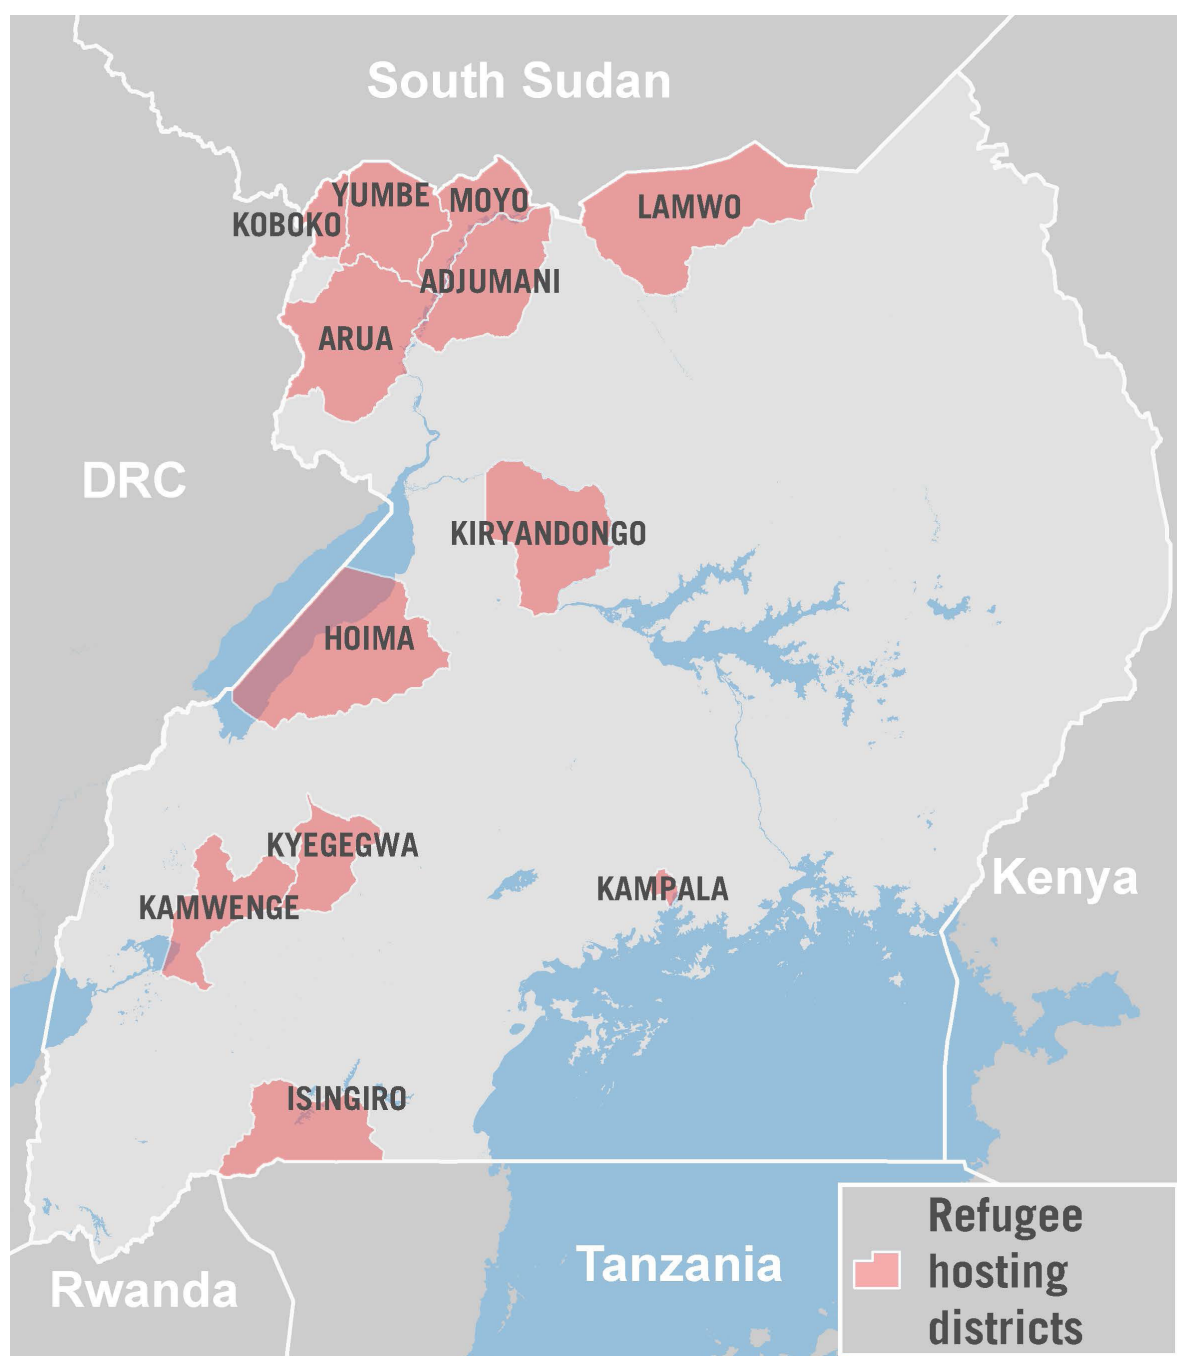 South Sudan
YUMBE
MOYO
LAMWO
KOBOKO
ADJUMANI
ARUA
DRC
KIRYANDONGO
HOIMA
KYEGEGWA
Kenya
KAMPALA
KAMWENGE
ISINGIRO
Rwanda
Tanzania
Refugee
hosting
districts